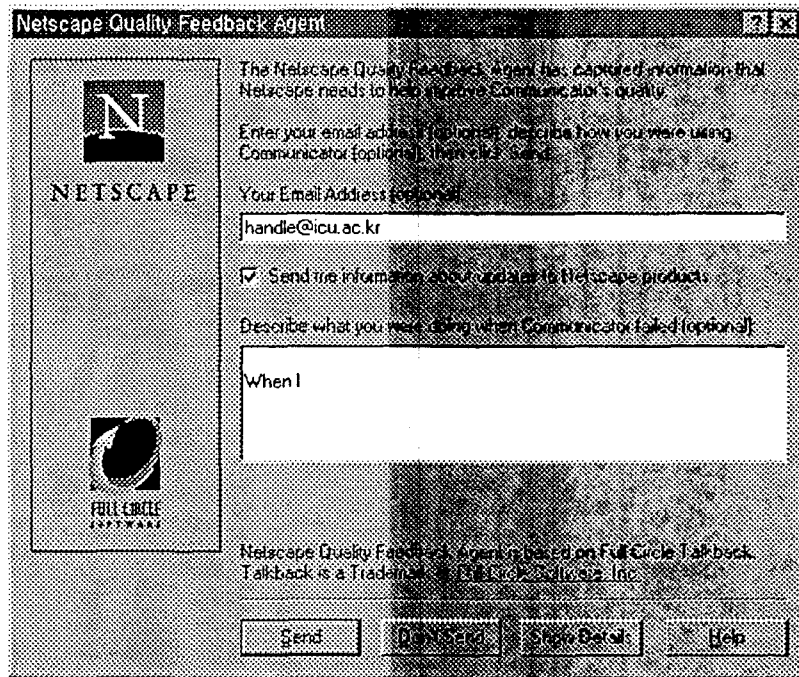 Netscape Quality Feedback Agent
The Netscape Quality Feedback Agent has captured information that
Netscape needs to help improve Communicator's quality.
Enter your email address [optional], describe how you were using
Communicator [optional], then click Send.
NETSCAPE
Your Email Address [optional]:
handle@icu.ac.kr
Send me information about updates to Netscape products
Describe what you were doing when Communicator failed [optional]:
When I
FULL CIRCLE
SOFTWARE
Netscape Quality Feedback Agent is based on Full Circle Talkback.
Talkback is a Trademark of Full Circle Software, Inc.
Send Don't Send Show Detail Help